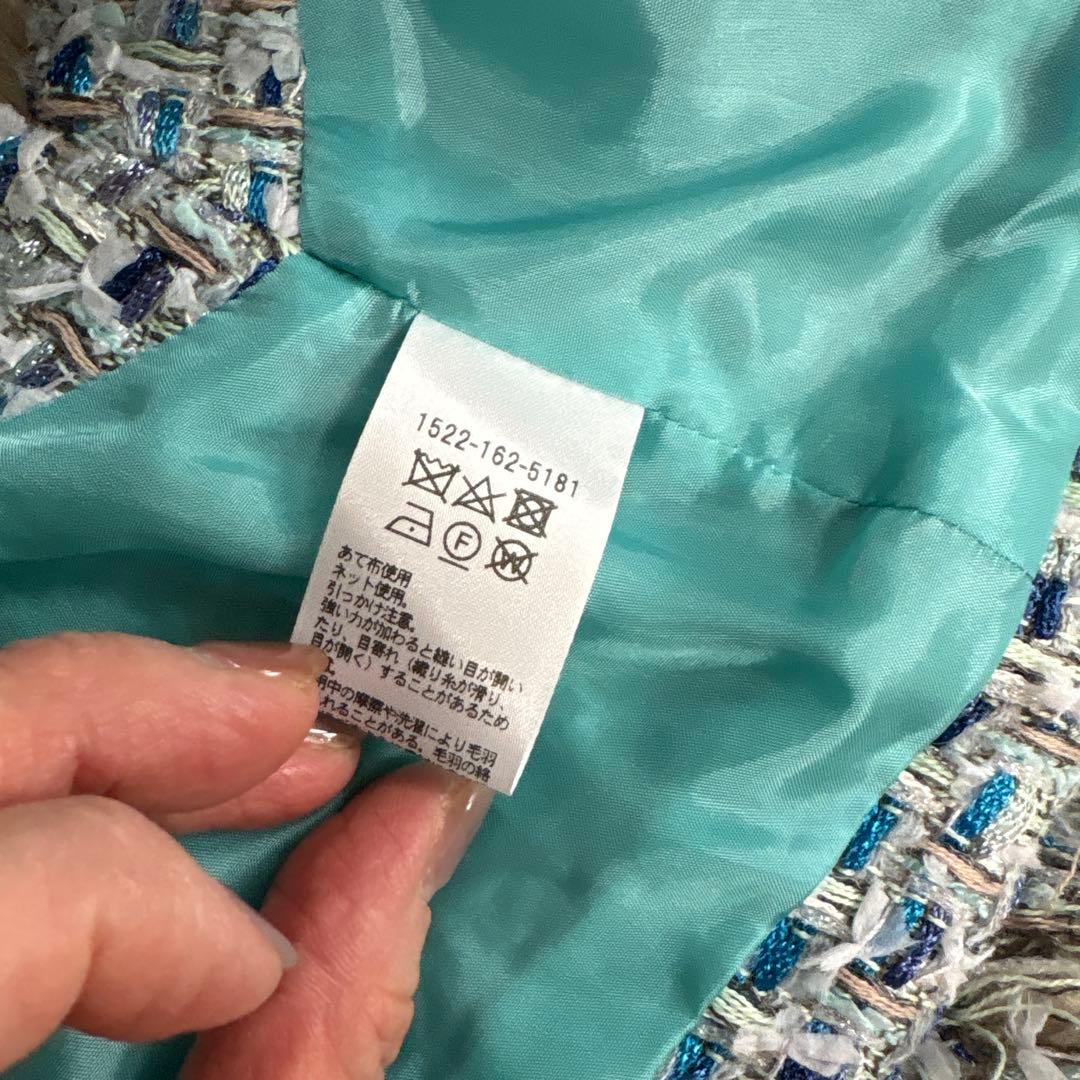 1522-162-5181
F
W
あて布使用
ネット使用。
引っかけ注意。
強い力が加わると縫い目が開い
たり、目寄れ（織り糸が滑り、
目が開く）することがあるため
用中の摩擦や洗濯により毛羽
れることがある。毛羽の絡